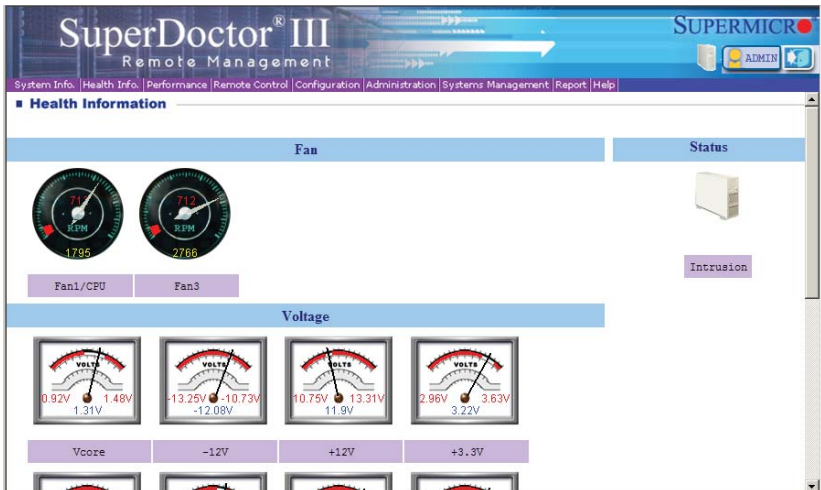 SuperDoctor® III
Remote Management
SUPERMICRO
ADMIN
System Info. Health Info. Performance Remote Control Configuration Administration Systems Management Report Help
Health Information
Fan
Status
712 712
RPM RPM
1795 2766
Fan1/CPU Fan3
Intrusion
Voltage
VOLTS VOLTS VOLTS VOLTS
0.92V 1.48V -13.25V -10.73V 10.75V 13.31V 2.96V 3.63V
1.31V -12.08V 11.9V 3.22V
Vcore -12V +12V +3.3V